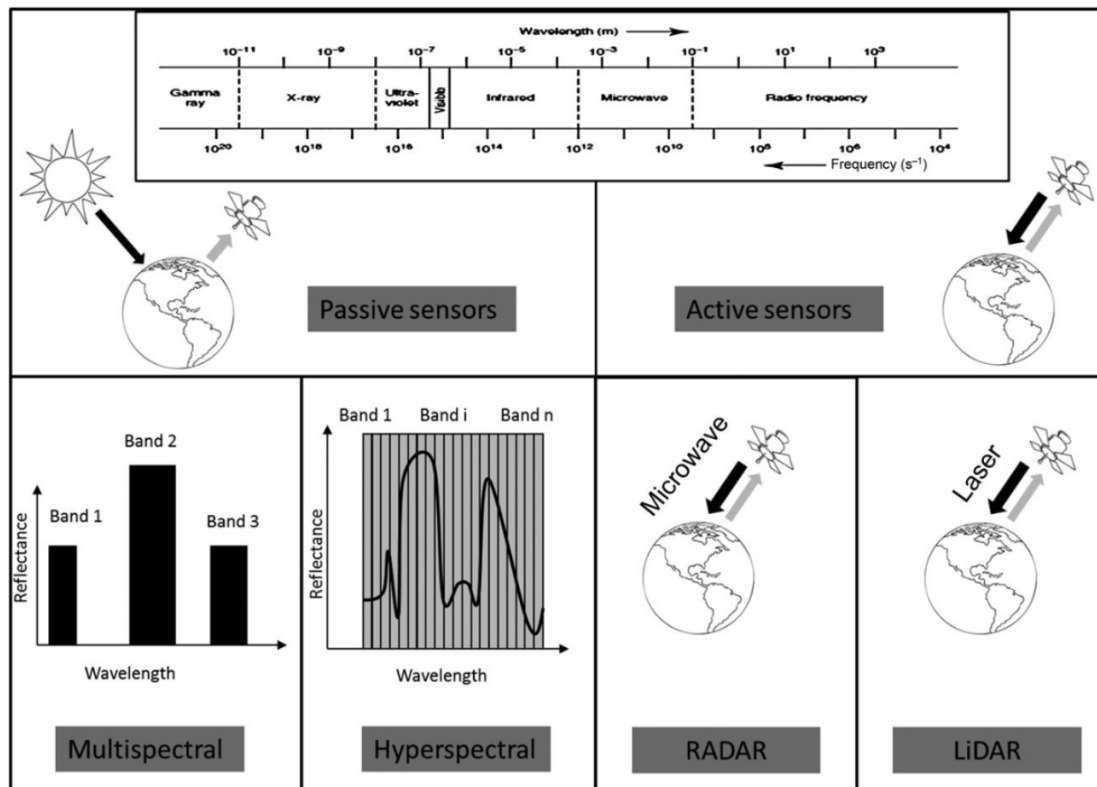 Wavelength (m)
10⁻¹¹ 10⁻⁹ 10⁻⁷ 10⁻⁵ 10⁻³ 10⁻¹ 10¹ 10³
Gamma ray X-ray Ultra-violet Visible Infrared Microwave Radio frequency
10²⁰ 10¹⁸ 10¹⁶ 10¹⁴ 10¹² 10¹⁰ 10⁸ 10⁶ 10⁴
Frequency (s⁻¹)
Passive sensors
Active sensors
Band 1
Band 2
Band 3
Reflectance
Wavelength
Multispectral
Band 1 Band i Band n
Reflectance
Wavelength
Hyperspectral
Microwave
RADAR
Laser
LiDAR